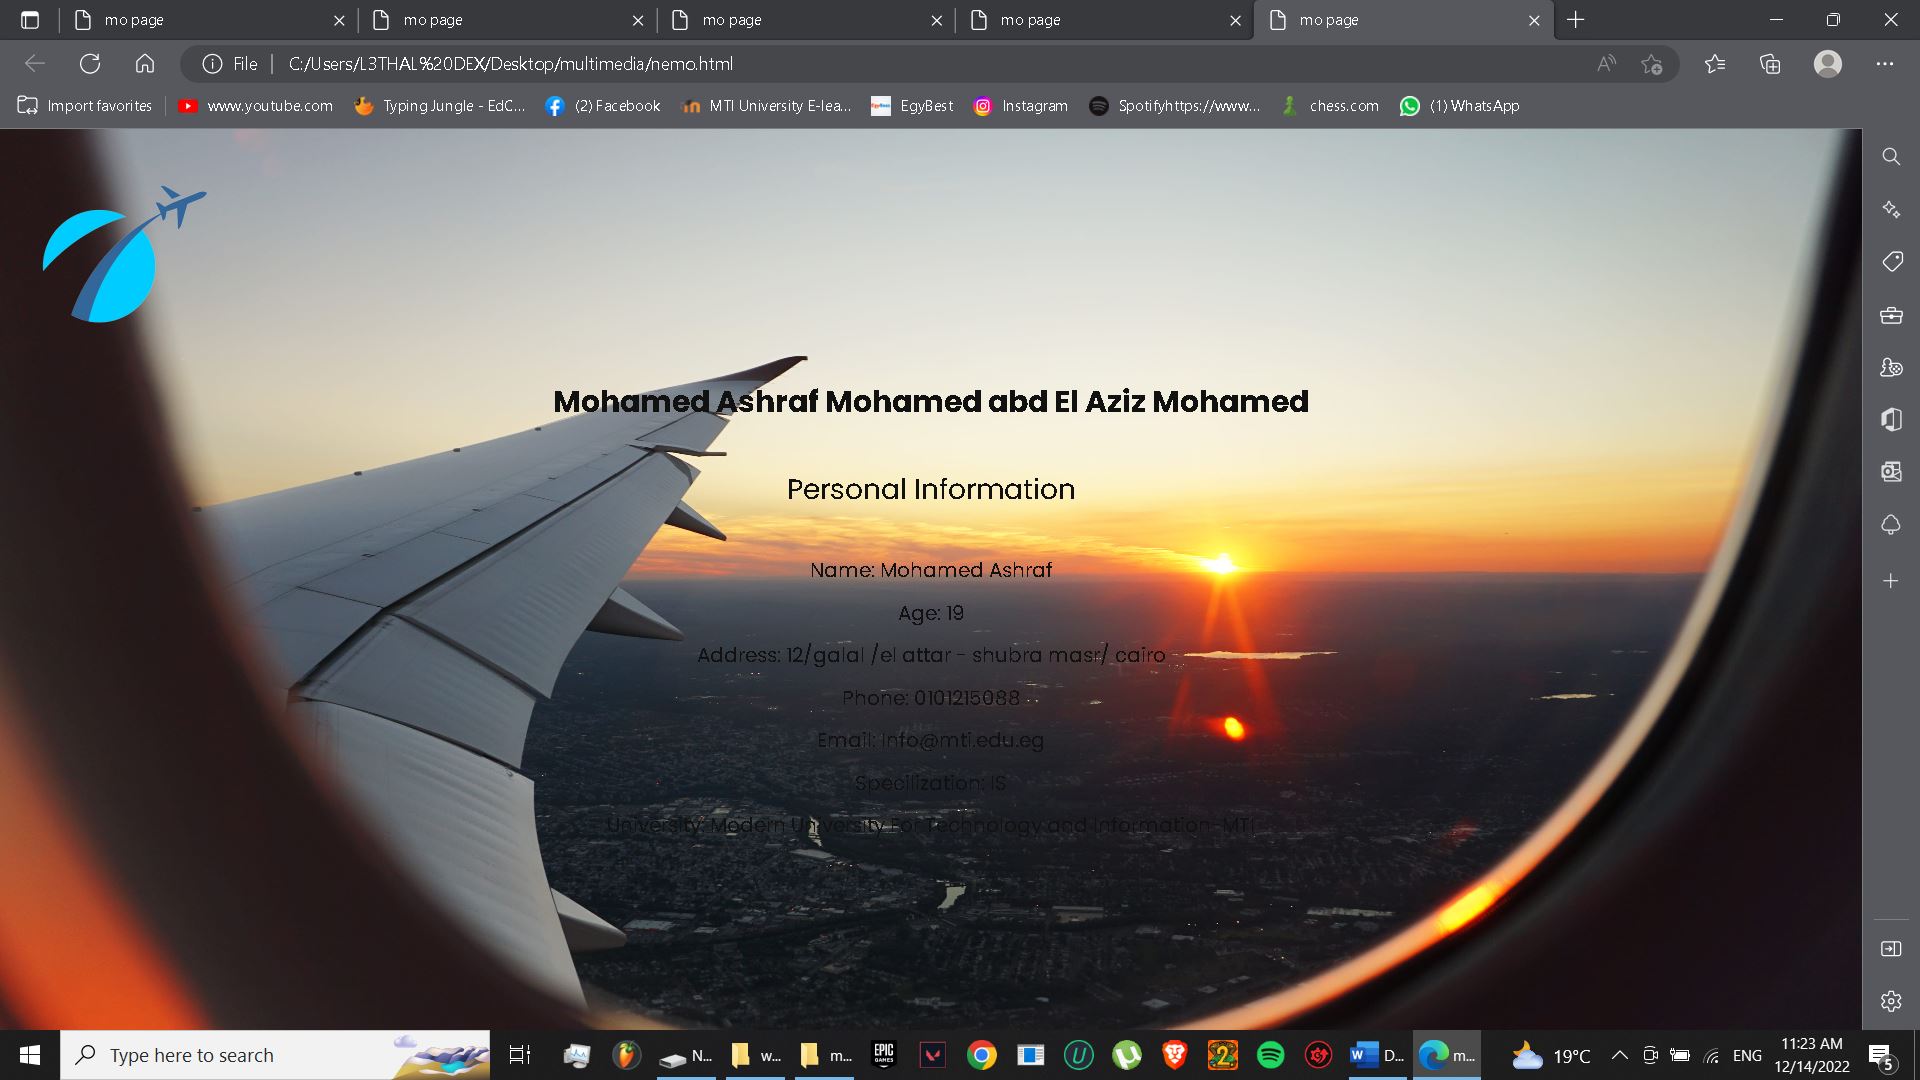 mo page
mo page
mo page
mo page
mo page
File
C:/Users/L3THAL%20DEX/Desktop/multimedia/nemo.html
Import favorites
www.youtube.com
Typing Jungle - EdC...
(2) Facebook
MTI University E-lea...
EgyBest
Instagram
Spotifyhttps://www...
chess.com
(1) WhatsApp
Mohamed Ashraf Mohamed abd El Aziz Mohamed
Personal Information
Name: Mohamed Ashraf
Age: 19
Address: 12/galal /el attar - shubra masr/ cairo
Phone: 0101215088
Email: Info@mti.edu.eg
Specilization: IS
University: Modern University For Technology and Information-MTI
Type here to search
N...
w...
m...
EPIC
GAMES
D...
m...
19°C
ENG
11:23 AM
12/14/2022
5